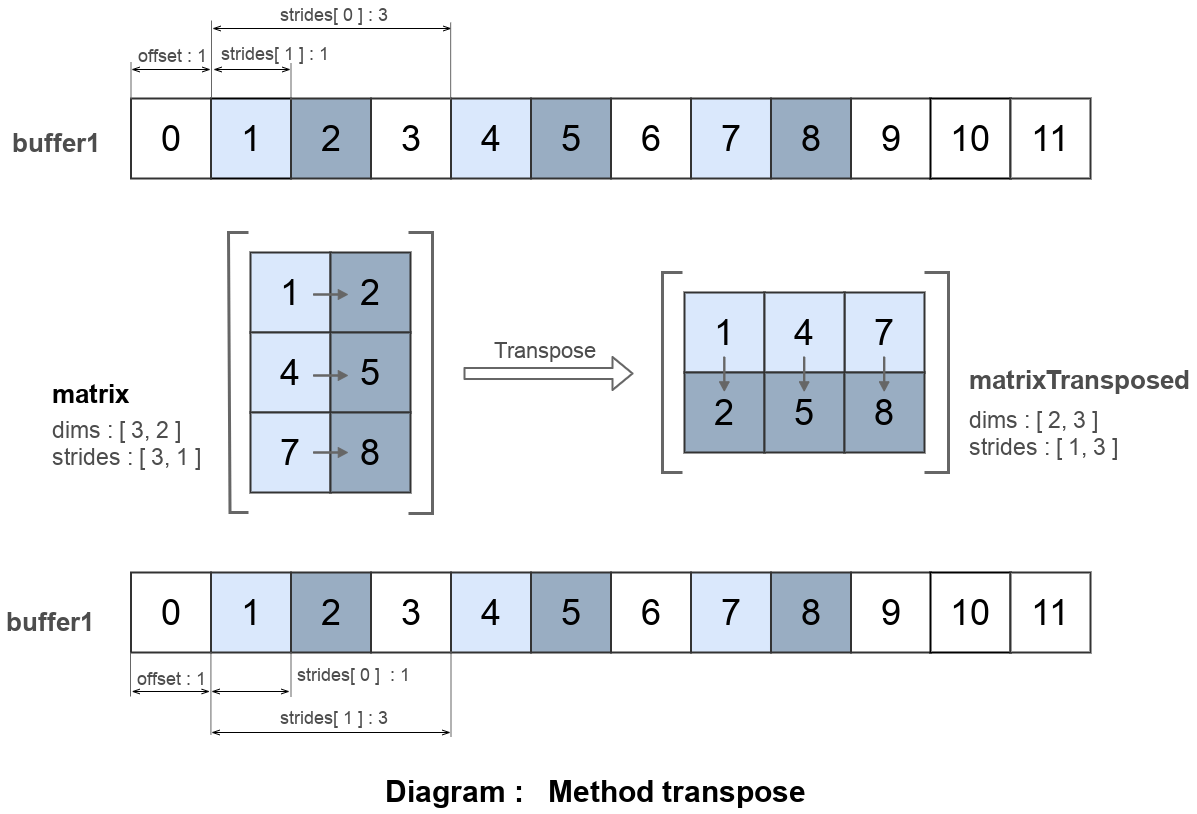 strides[ 0 ] : 3
offset : 1 strides[ 1 ] : 1
buffer1 0 1 2 3 4 5 6 7 8 9 10 11
1 2
4 5
7 8
matrix
dims : [ 3, 2 ]
strides : [ 3, 1 ]
Transpose
1 4 7
2 5 8
matrixTransposed
dims : [ 2, 3 ]
strides : [ 1, 3 ]
buffer1 0 1 2 3 4 5 6 7 8 9 10 11
offset : 1 strides[ 0 ] : 1
strides[ 1 ] : 3
Diagram : Method transpose